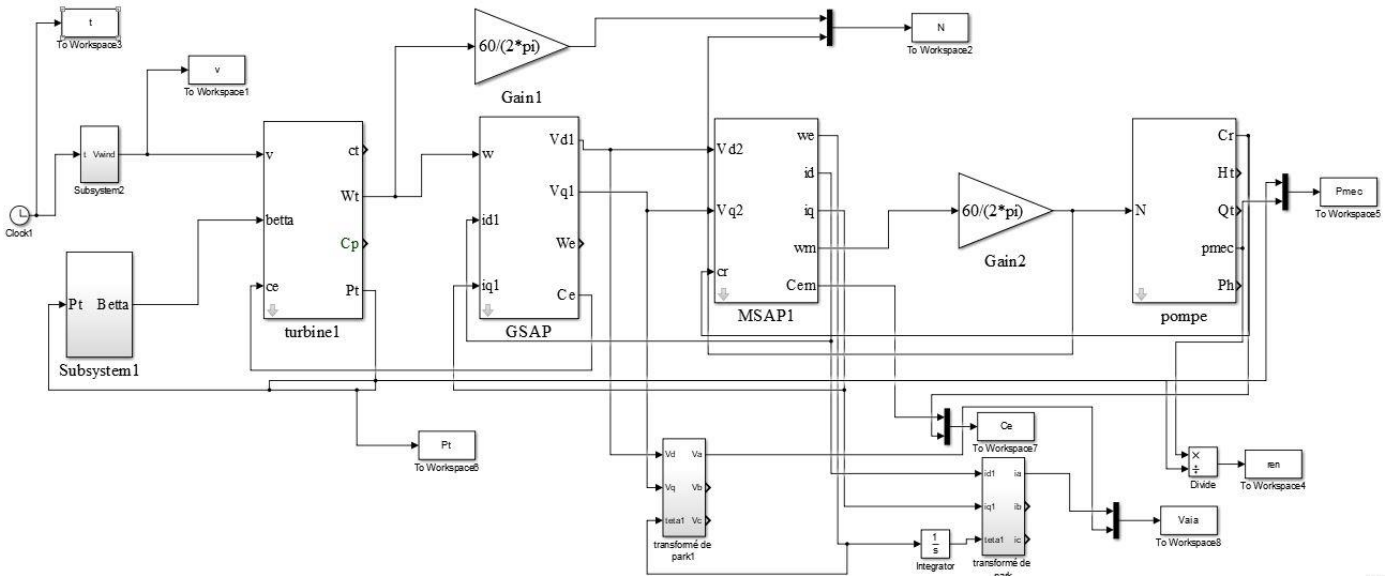 t
To Workspace3
v
To Workspace1
60/(2*pi)
Gain1
N
To Workspace2
Clock1
t Vwind
Subsystem2
Pt Betta
Subsystem1
v ct
Wt
betta
Cp
ce Pt
turbine1
Vd1
w
Vq1
id1
We
iq1
Ce
GSAP
we
Vd2
id
Vq2 iq
wm
cr
Cem
MSAP1
60/(2*pi)
Gain2
Cr
Ht
N Qt
pmec
Ph
pompe
Pmec
To Workspace5
Pt
To Workspace6
Vd Va
Vq Vb
teta1 Vc
transformé de
park1
Ce
To Workspace7
id1 ia
iq1 ib
teta1 ic
transformé de
park
1
s
Integrator
×
÷
Divide
ren
To Workspace4
Vaia
To Workspace8